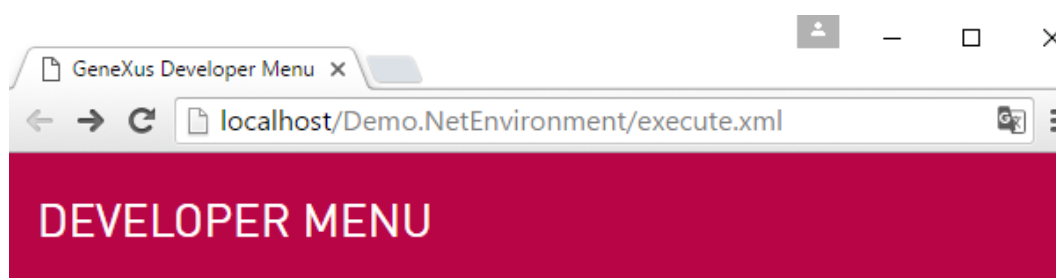 GeneXus Developer Menu
localhost/Demo.NetEnvironment/execute.xml
DEVELOPER MENU